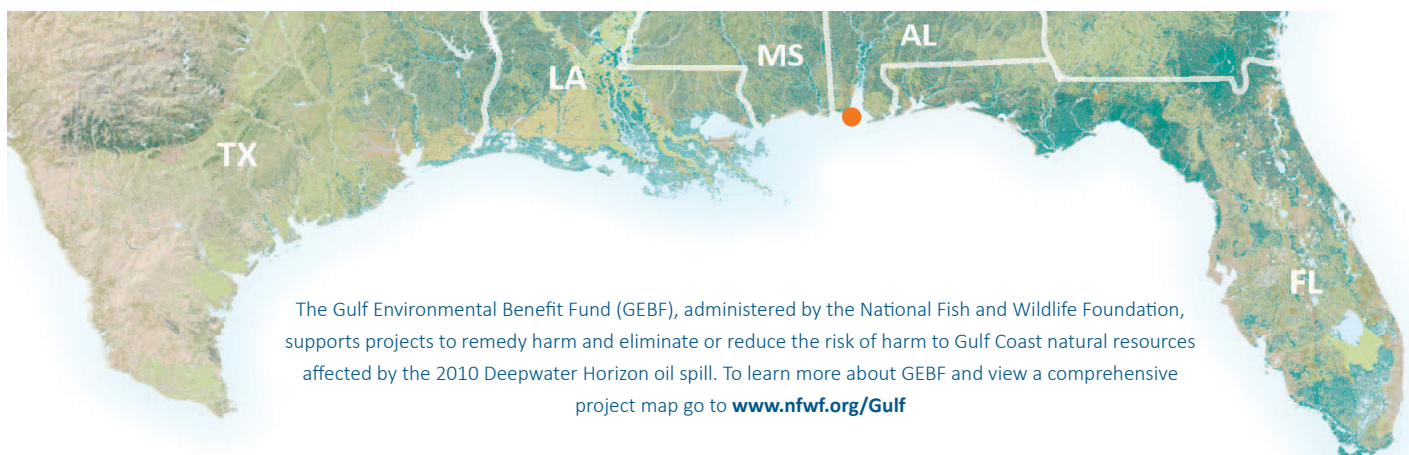 AL
MS
LA
TX
FL
The Gulf Environmental Benefit Fund (GEBF), administered by the National Fish and Wildlife Foundation,
supports projects to remedy harm and eliminate or reduce the risk of harm to Gulf Coast natural resources
affected by the 2010 Deepwater Horizon oil spill. To learn more about GEBF and view a comprehensive
project map go to www.nfwf.org/Gulf